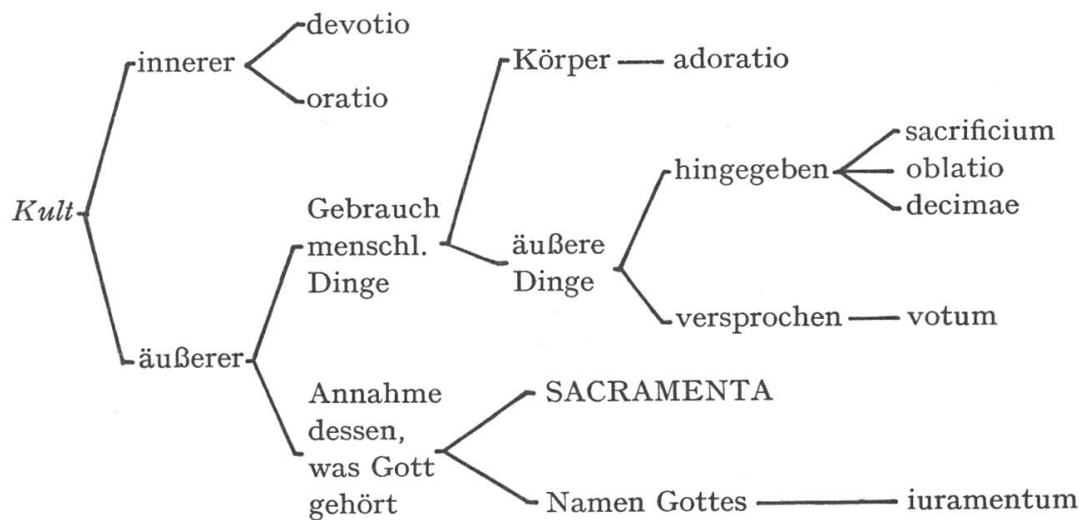 devotio
innerer
oratio
Körper
adoratio
sacrificium
hingegeben
oblatio
decimae
Kult
Gebrauch
menschl.
Dinge
äußere
Dinge
versprochen
votum
äußerer
Annahme
dessen,
was Gott
gehört
SACRAMENTA
Namen Gottes
iuramentum